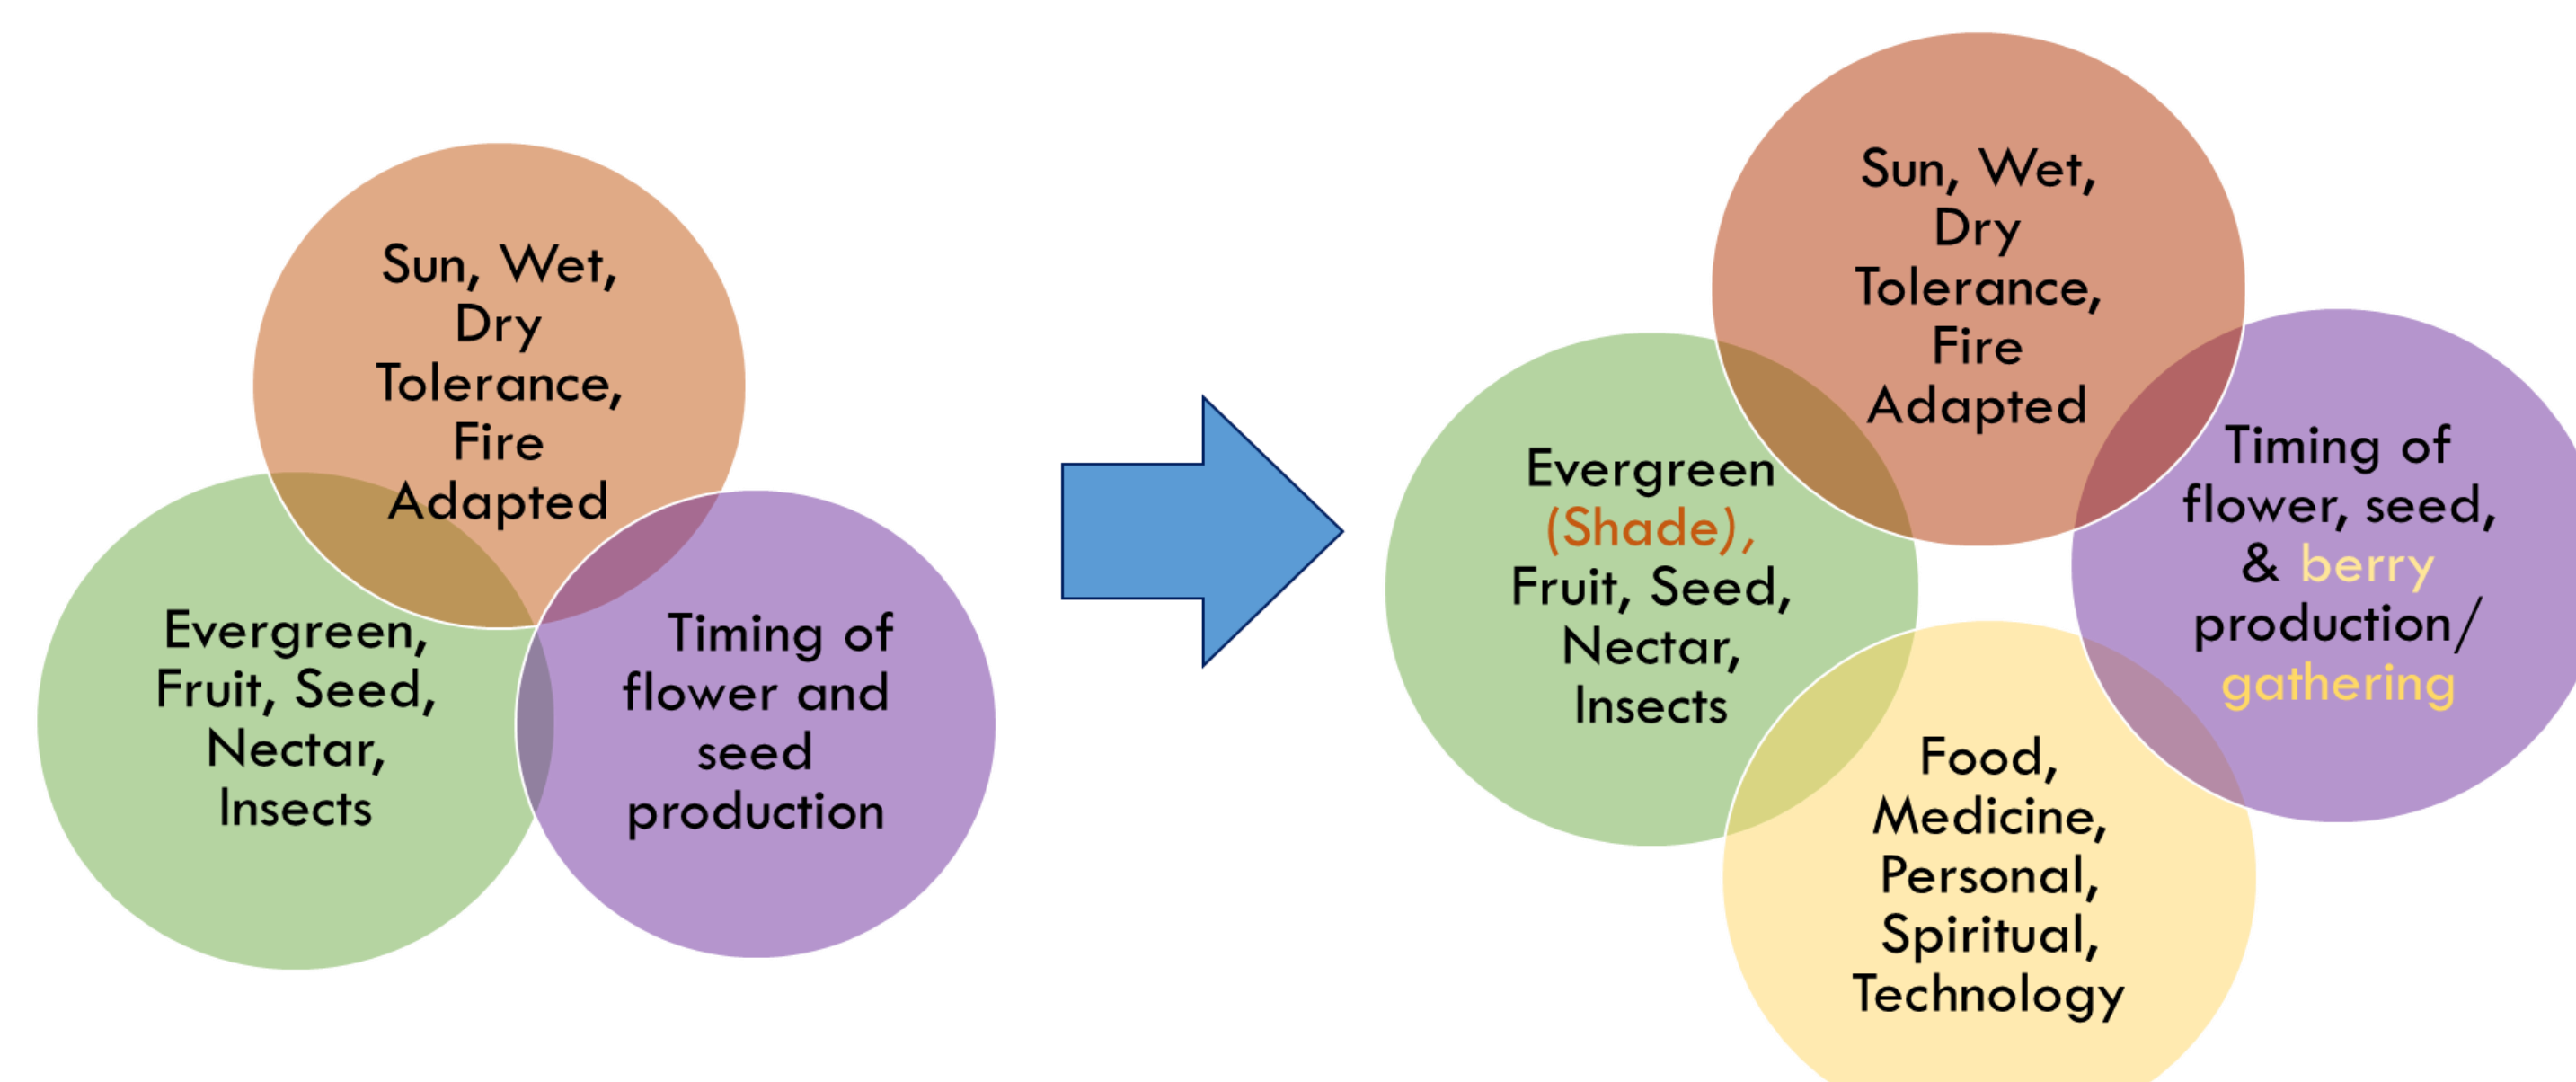 Sun, Wet,
Dry
Tolerance,
Fire
Adapted
Evergreen,
Fruit, Seed,
Nectar,
Insects
Timing of
flower and
seed
production
Sun, Wet,
Dry
Tolerance,
Fire
Adapted
Evergreen
(Shade),
Fruit, Seed,
Nectar,
Insects
Timing of
flower, seed,
& berry
production/
gathering
Food,
Medicine,
Personal,
Spiritual,
Technology